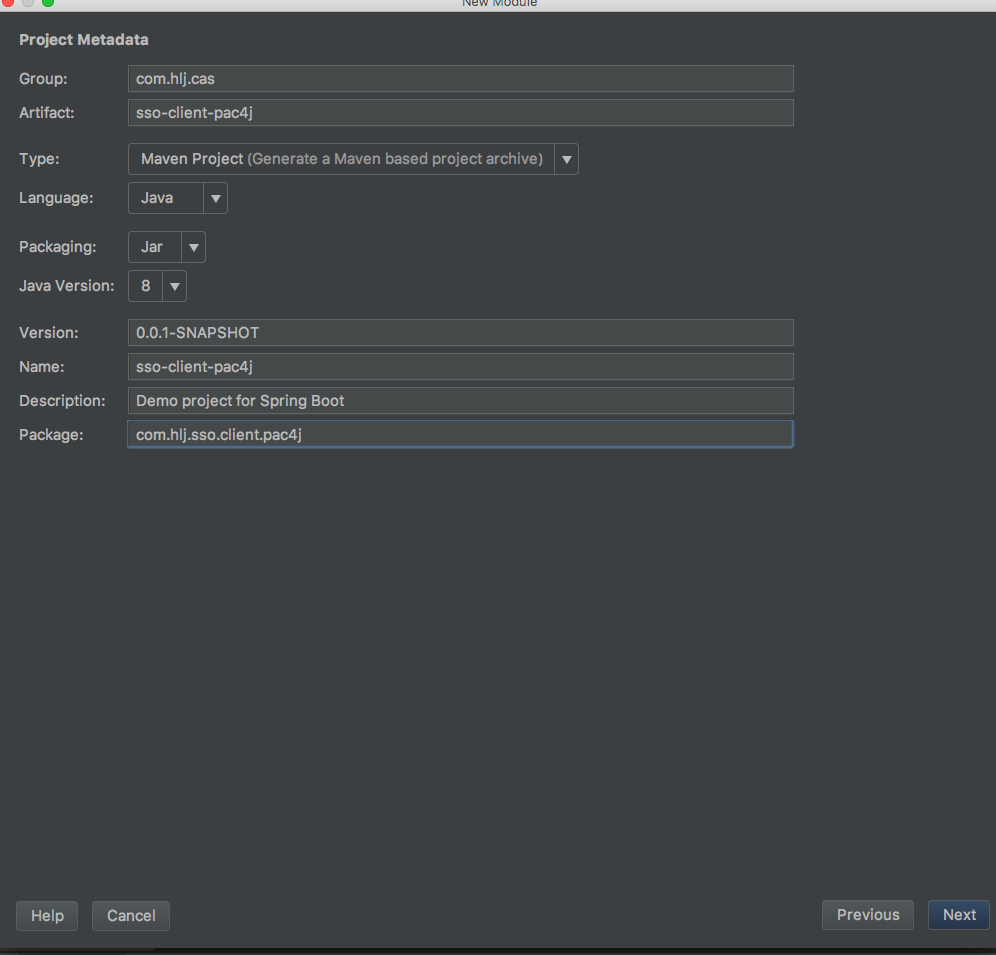 New Module
Project Metadata
Group: com.hlj.cas
Artifact: sso-client-pac4j
Type: Maven Project (Generate a Maven based project archive)
Language: Java
Packaging: Jar
Java Version: 8
Version: 0.0.1-SNAPSHOT
Name: sso-client-pac4j
Description: Demo project for Spring Boot
Package: com.hlj.sso.client.pac4j
Help Cancel Previous Next